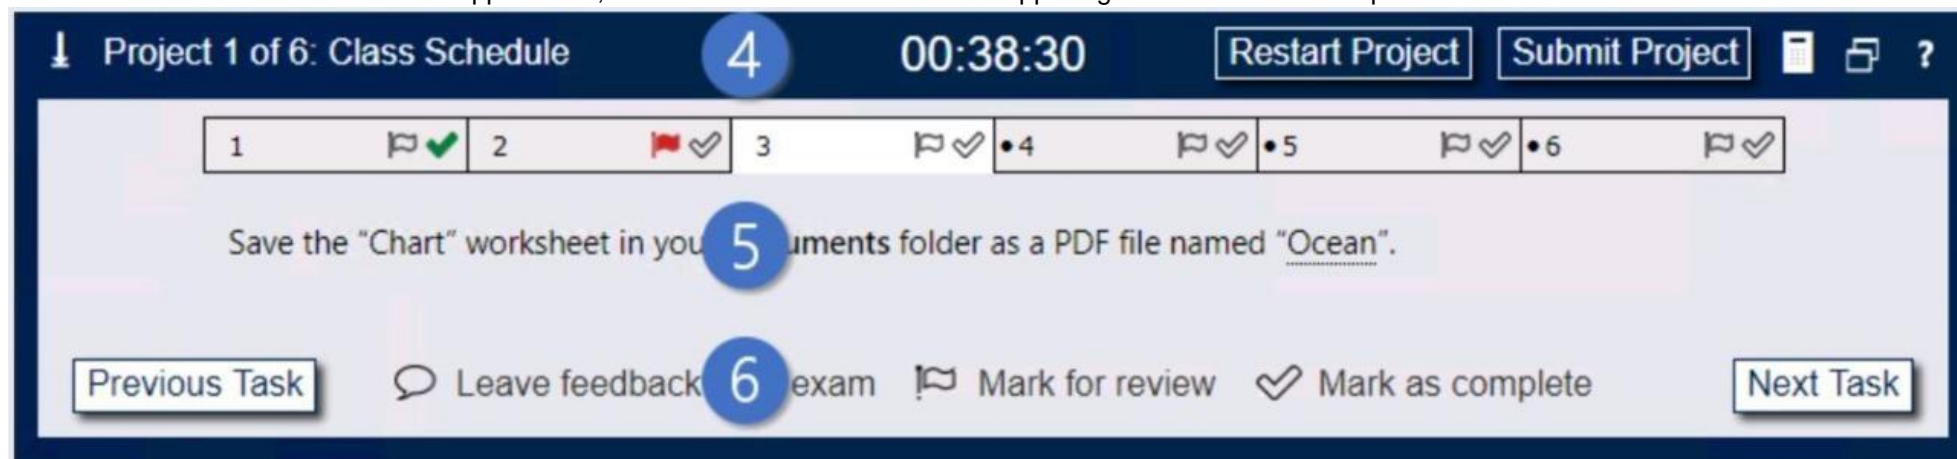 Project 1 of 6: Class Schedule 4 00:38:30 Restart Project Submit Project ?
1 2 3 •4 •5 •6
Save the “Chart” worksheet in you 5 uments folder as a PDF file named “Ocean”.
Previous Task Leave feedback 6 exam Mark for review Mark as complete Next Task